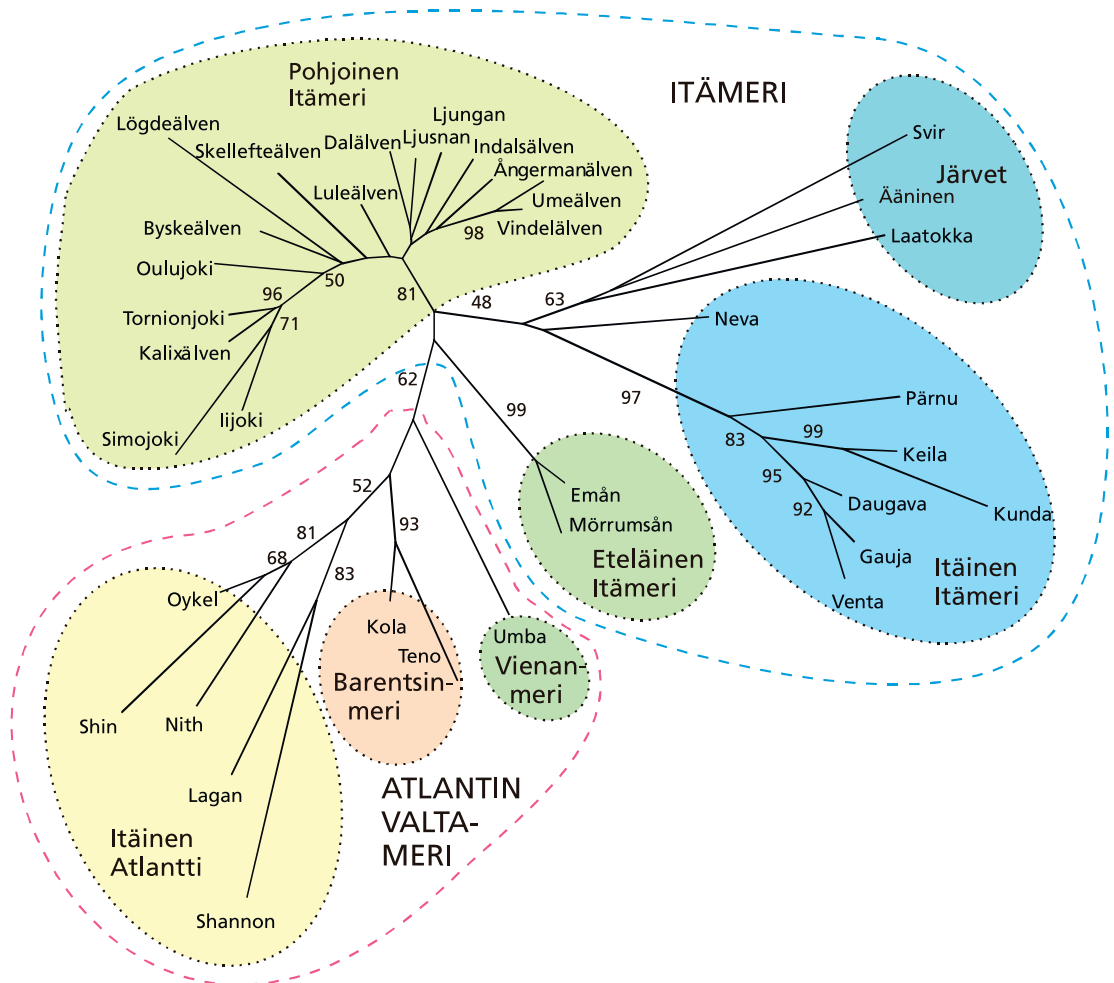 Pohjoinen
Itämeri
ITÄMERI
Lögdeälven
Skellefteälven
Dalälven
Ljusnan
Ljungan
Indalsälven
Ångermanälven
Umeälven
Vindelälven
98
Luleälven
Byskeälven
Oulujoki
50
96
71
Tornionjoki
Kalixälven
Iijoki
Simojoki
81
48
63
Svir
Järvet
Ääninen
Laatokka
Neva
97
Pärnu
83
99
Keila
95
Daugava
Kunda
92
Gauja
Venta
Itäinen
Itämeri
62
99
Emån
Mörrumsån
Eteläinen
Itämeri
52
81
93
68
83
Oykel
Kola
Teno
Barentsin-
meri
Umba
Vienan-
meri
Shin
Nith
Lagan
ATLANTIN
VALTA-
MERI
Itäinen
Atlantti
Shannon